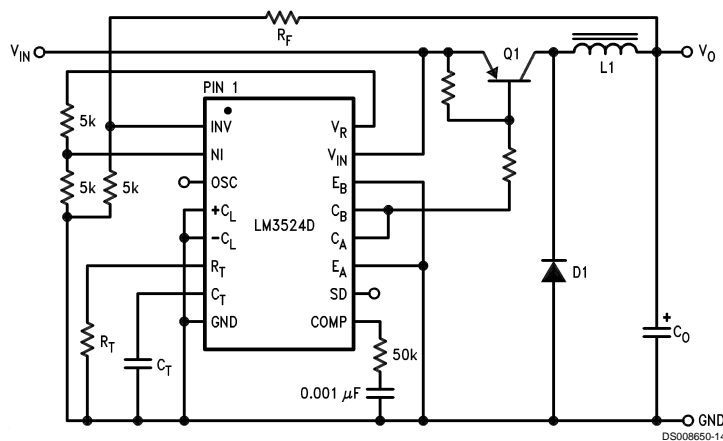 R_F
V_IN
Q1
L1
V_O
PIN 1
5k
INV
V_R
NI
V_IN
5k
5k
OSC
E_B
+C_L
C_B
LM3524D
-C_L
C_A
R_T
E_A
D1
C_T
SD
GND
COMP
R_T
C_T
50k
+
C_O
0.001 μF
GND
DS008650-14